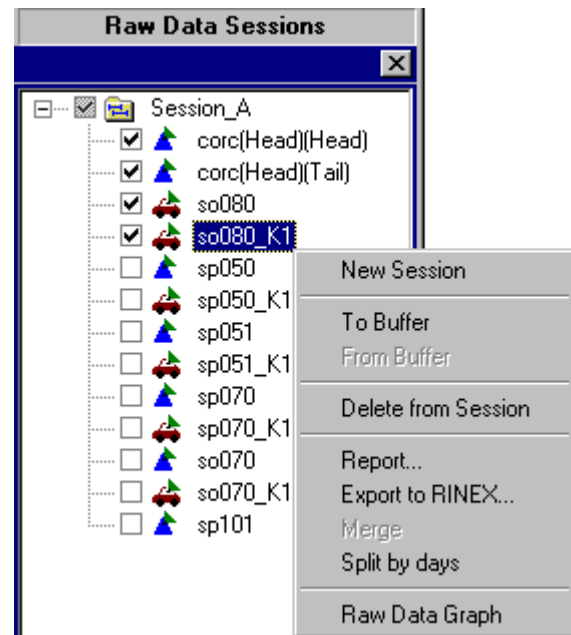 Raw Data Sessions
Session_A
corc(Head)(Head)
corc(Head)(Tail)
so080
so080_K1
sp050
sp050_K1
sp051
sp051_K1
sp070
sp070_K1
so070
so070_K1
sp101
New Session
To Buffer
From Buffer
Delete from Session
Report...
Export to RINEX...
Merge
Split by days
Raw Data Graph